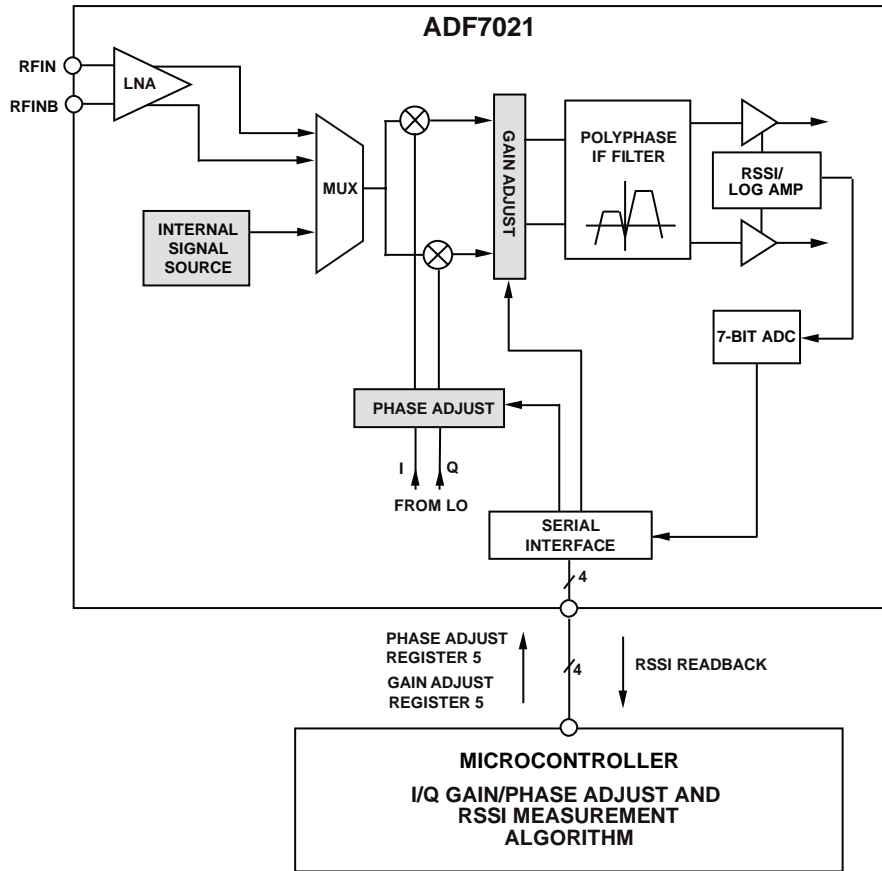 ADF7021
RFIN
RFINB
LNA
MUX
INTERNAL
SIGNAL
SOURCE
GAIN ADJUST
POLYPHASE
IF FILTER
RSSI/
LOG AMP
7-BIT ADC
PHASE ADJUST
I
Q
FROM LO
SERIAL
INTERFACE
4
PHASE ADJUST
REGISTER 5
GAIN ADJUST
REGISTER 5
4
RSSI READBACK
MICROCONTROLLER
I/Q GAIN/PHASE ADJUST AND
RSSI MEASUREMENT
ALGORITHM